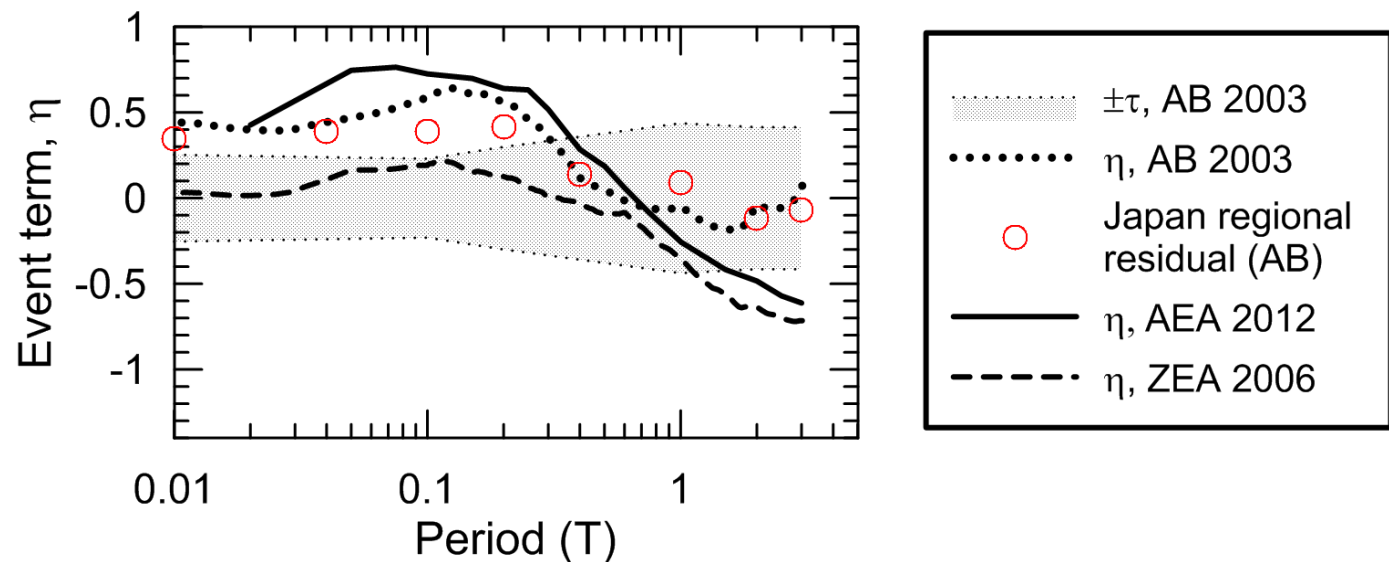 1
0.5
0
-0.5
-1
Event term, η
0.01
0.1
1
Period (T)
±τ, AB 2003
η, AB 2003
Japan regional
residual (AB)
η, AEA 2012
η, ZEA 2006